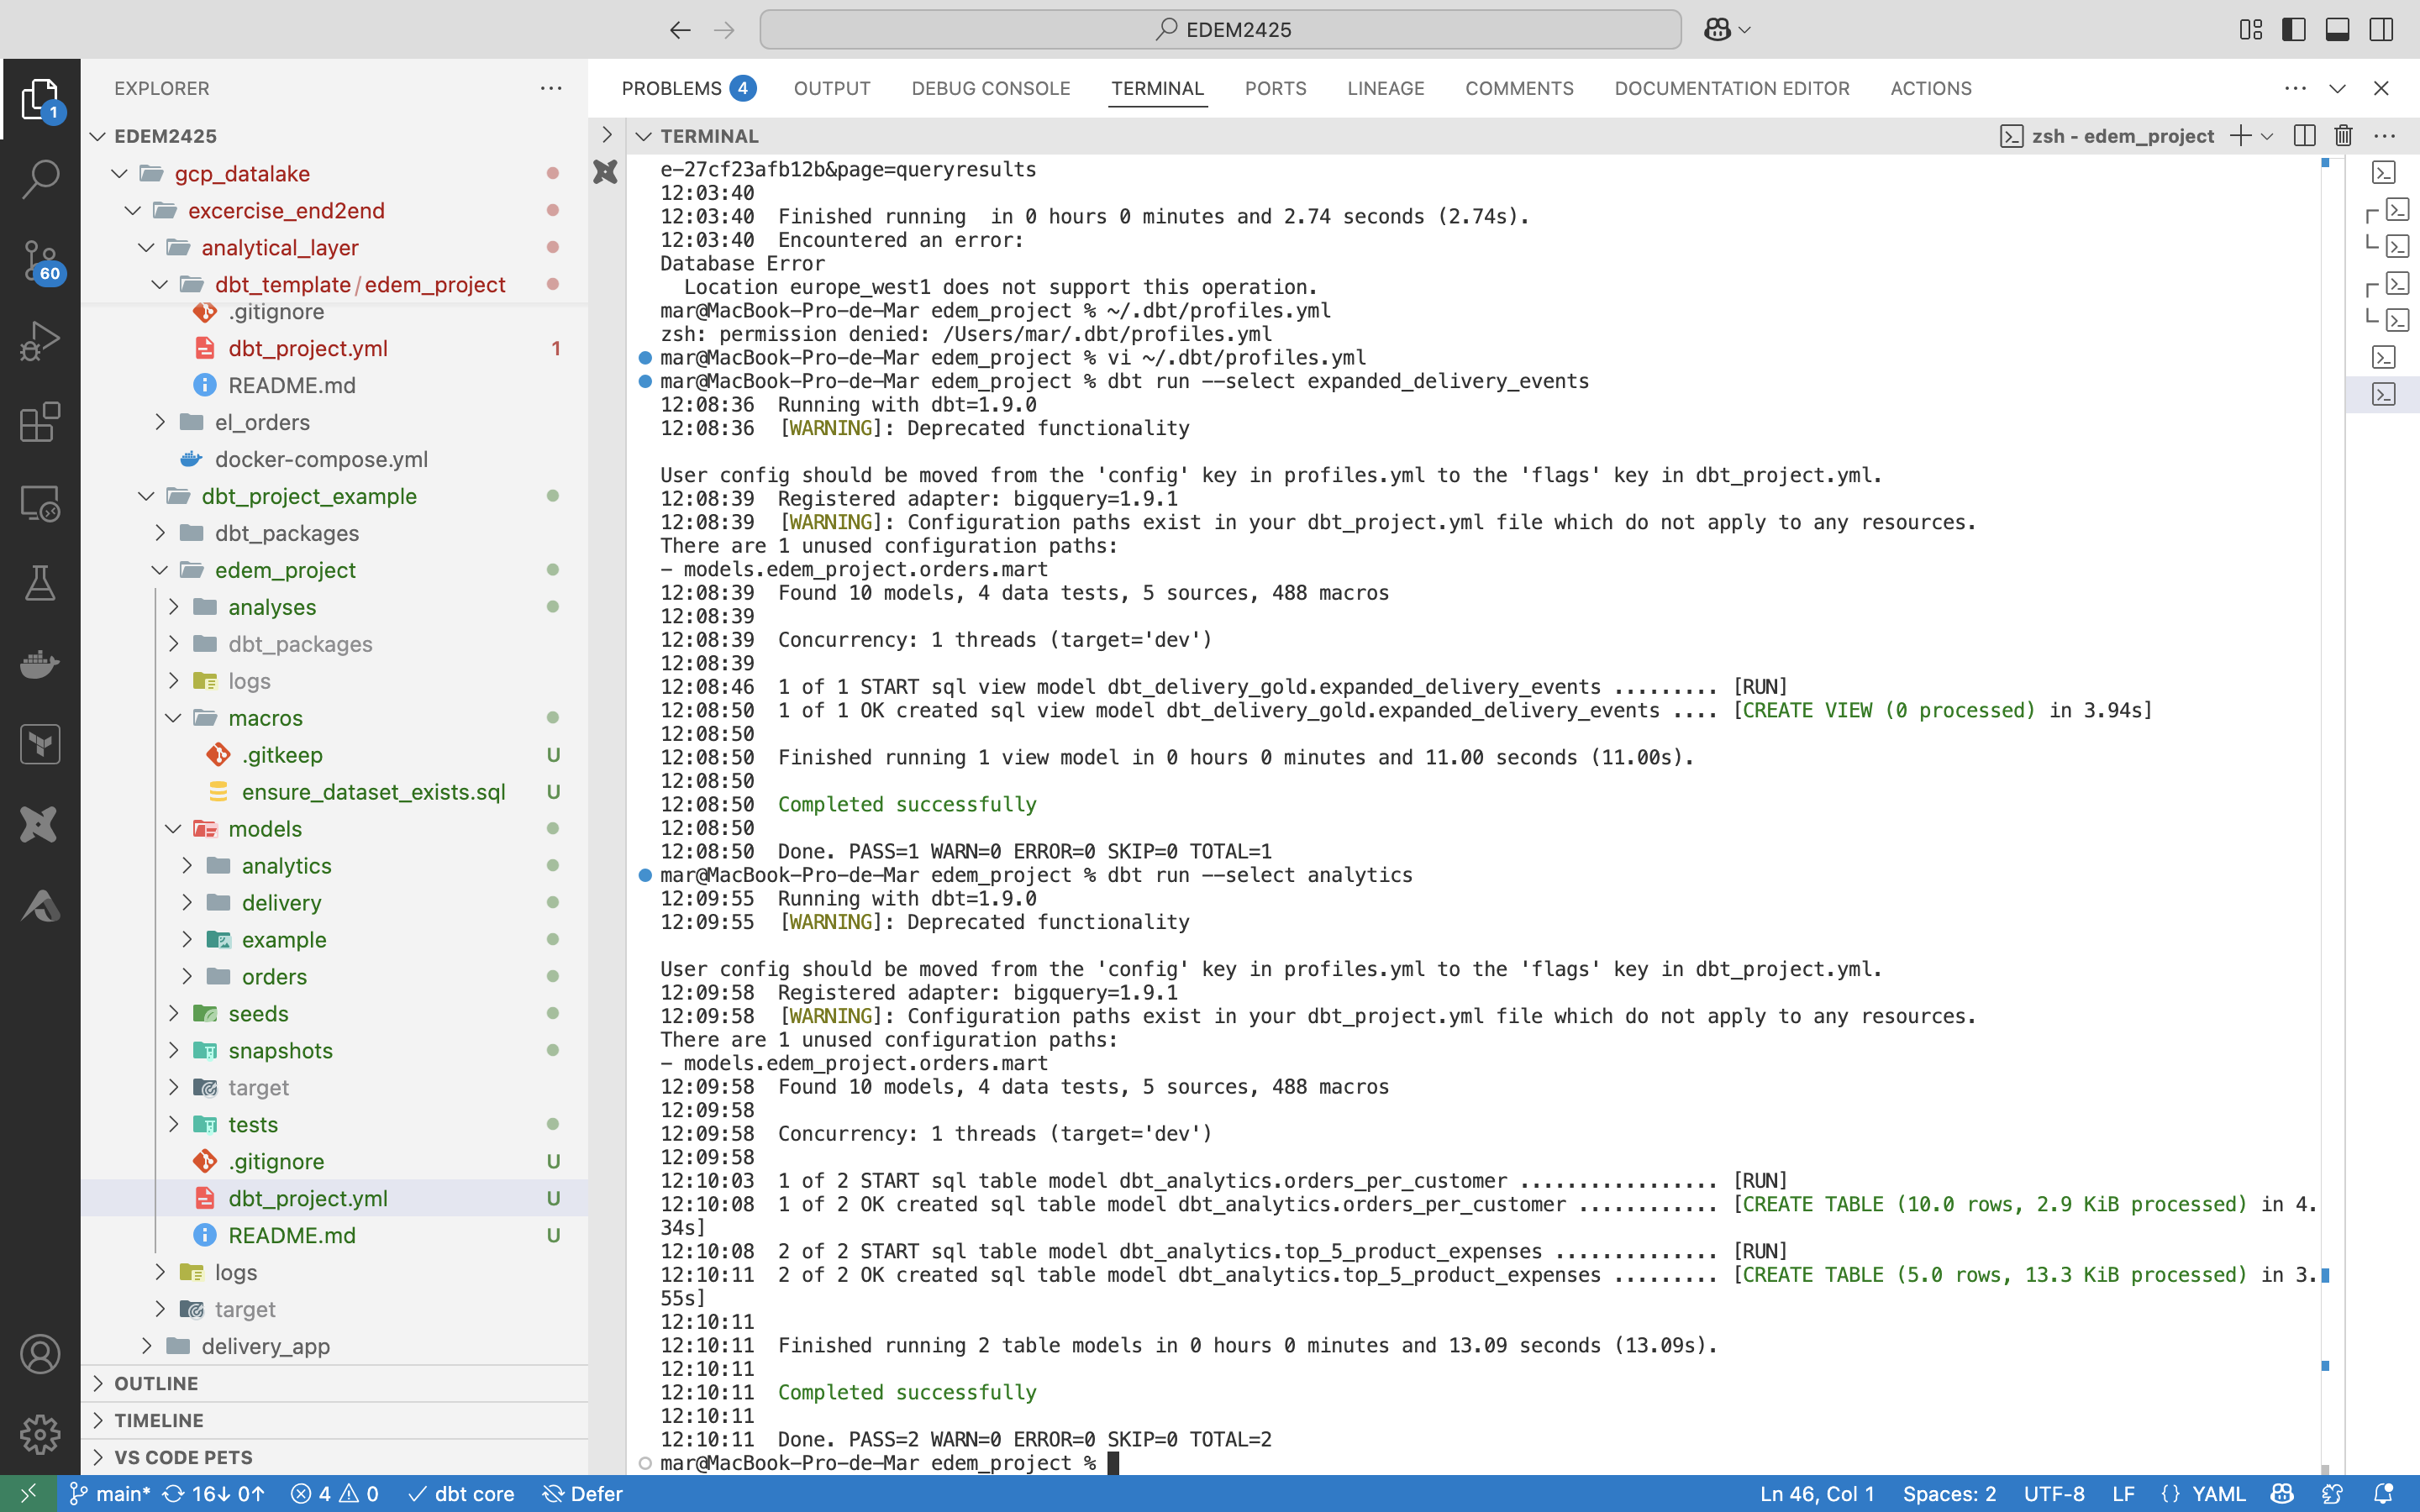 EDEM2425
EXPLORER
EDEM2425
gcp_datalake
excercise_end2end
analytical_layer
dbt_template/edem_project
.gitignore
dbt_project.yml 1
README.md
el_orders
docker-compose.yml
dbt_project_example
dbt_packages
edem_project
analyses
dbt_packages
logs
macros
.gitkeep U
ensure_dataset_exists.sql U
models
analytics
delivery
example
orders
seeds
snapshots
target
tests
.gitignore U
dbt_project.yml U
README.md U
logs
target
delivery_app
OUTLINE
TIMELINE
VS CODE PETS
1
60
PROBLEMS 4 OUTPUT DEBUG CONSOLE TERMINAL PORTS LINEAGE COMMENTS DOCUMENTATION EDITOR ACTIONS
TERMINAL zsh - edem_project
e-27cf23afb12b&page=queryresults
12:03:40
12:03:40 Finished running in 0 hours 0 minutes and 2.74 seconds (2.74s).
12:03:40 Encountered an error:
Database Error
Location europe_west1 does not support this operation.
mar@MacBook-Pro-de-Mar edem_project % ~/.dbt/profiles.yml
zsh: permission denied: /Users/mar/.dbt/profiles.yml
mar@MacBook-Pro-de-Mar edem_project % vi ~/.dbt/profiles.yml
mar@MacBook-Pro-de-Mar edem_project % dbt run --select expanded_delivery_events
12:08:36 Running with dbt=1.9.0
12:08:36 [WARNING]: Deprecated functionality
User config should be moved from the 'config' key in profiles.yml to the 'flags' key in dbt_project.yml.
12:08:39 Registered adapter: bigquery=1.9.1
12:08:39 [WARNING]: Configuration paths exist in your dbt_project.yml file which do not apply to any resources.
There are 1 unused configuration paths:
- models.edem_project.orders.mart
12:08:39 Found 10 models, 4 data tests, 5 sources, 488 macros
12:08:39
12:08:39 Concurrency: 1 threads (target='dev')
12:08:39
12:08:46 1 of 1 START sql view model dbt_delivery_gold.expanded_delivery_events ......... [RUN]
12:08:50 1 of 1 OK created sql view model dbt_delivery_gold.expanded_delivery_events .... [CREATE VIEW (0 processed) in 3.94s]
12:08:50
12:08:50 Finished running 1 view model in 0 hours 0 minutes and 11.00 seconds (11.00s).
12:08:50
12:08:50 Completed successfully
12:08:50
12:08:50 Done. PASS=1 WARN=0 ERROR=0 SKIP=0 TOTAL=1
mar@MacBook-Pro-de-Mar edem_project % dbt run --select analytics
12:09:55 Running with dbt=1.9.0
12:09:55 [WARNING]: Deprecated functionality
User config should be moved from the 'config' key in profiles.yml to the 'flags' key in dbt_project.yml.
12:09:58 Registered adapter: bigquery=1.9.1
12:09:58 [WARNING]: Configuration paths exist in your dbt_project.yml file which do not apply to any resources.
There are 1 unused configuration paths:
- models.edem_project.orders.mart
12:09:58 Found 10 models, 4 data tests, 5 sources, 488 macros
12:09:58
12:09:58 Concurrency: 1 threads (target='dev')
12:09:58
12:10:03 1 of 2 START sql table model dbt_analytics.orders_per_customer ................. [RUN]
12:10:08 1 of 2 OK created sql table model dbt_analytics.orders_per_customer ............ [CREATE TABLE (10.0 rows, 2.9 KiB processed) in 4.
34s]
12:10:08 2 of 2 START sql table model dbt_analytics.top_5_product_expenses .............. [RUN]
12:10:11 2 of 2 OK created sql table model dbt_analytics.top_5_product_expenses ......... [CREATE TABLE (5.0 rows, 13.3 KiB processed) in 3.
55s]
12:10:11
12:10:11 Finished running 2 table models in 0 hours 0 minutes and 13.09 seconds (13.09s).
12:10:11
12:10:11 Completed successfully
12:10:11
12:10:11 Done. PASS=2 WARN=0 ERROR=0 SKIP=0 TOTAL=2
mar@MacBook-Pro-de-Mar edem_project %
main* 16↓ 0↑ 4 0 dbt core Defer Ln 46, Col 1 Spaces: 2 UTF-8 LF {} YAML